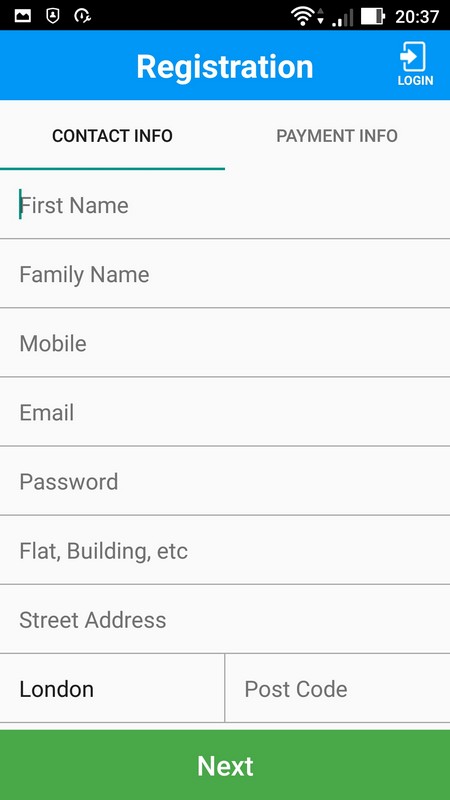 20:37
Registration
LOGIN
CONTACT INFO
PAYMENT INFO
First Name
Family Name
Mobile
Email
Password
Flat, Building, etc
Street Address
London
Post Code
Next